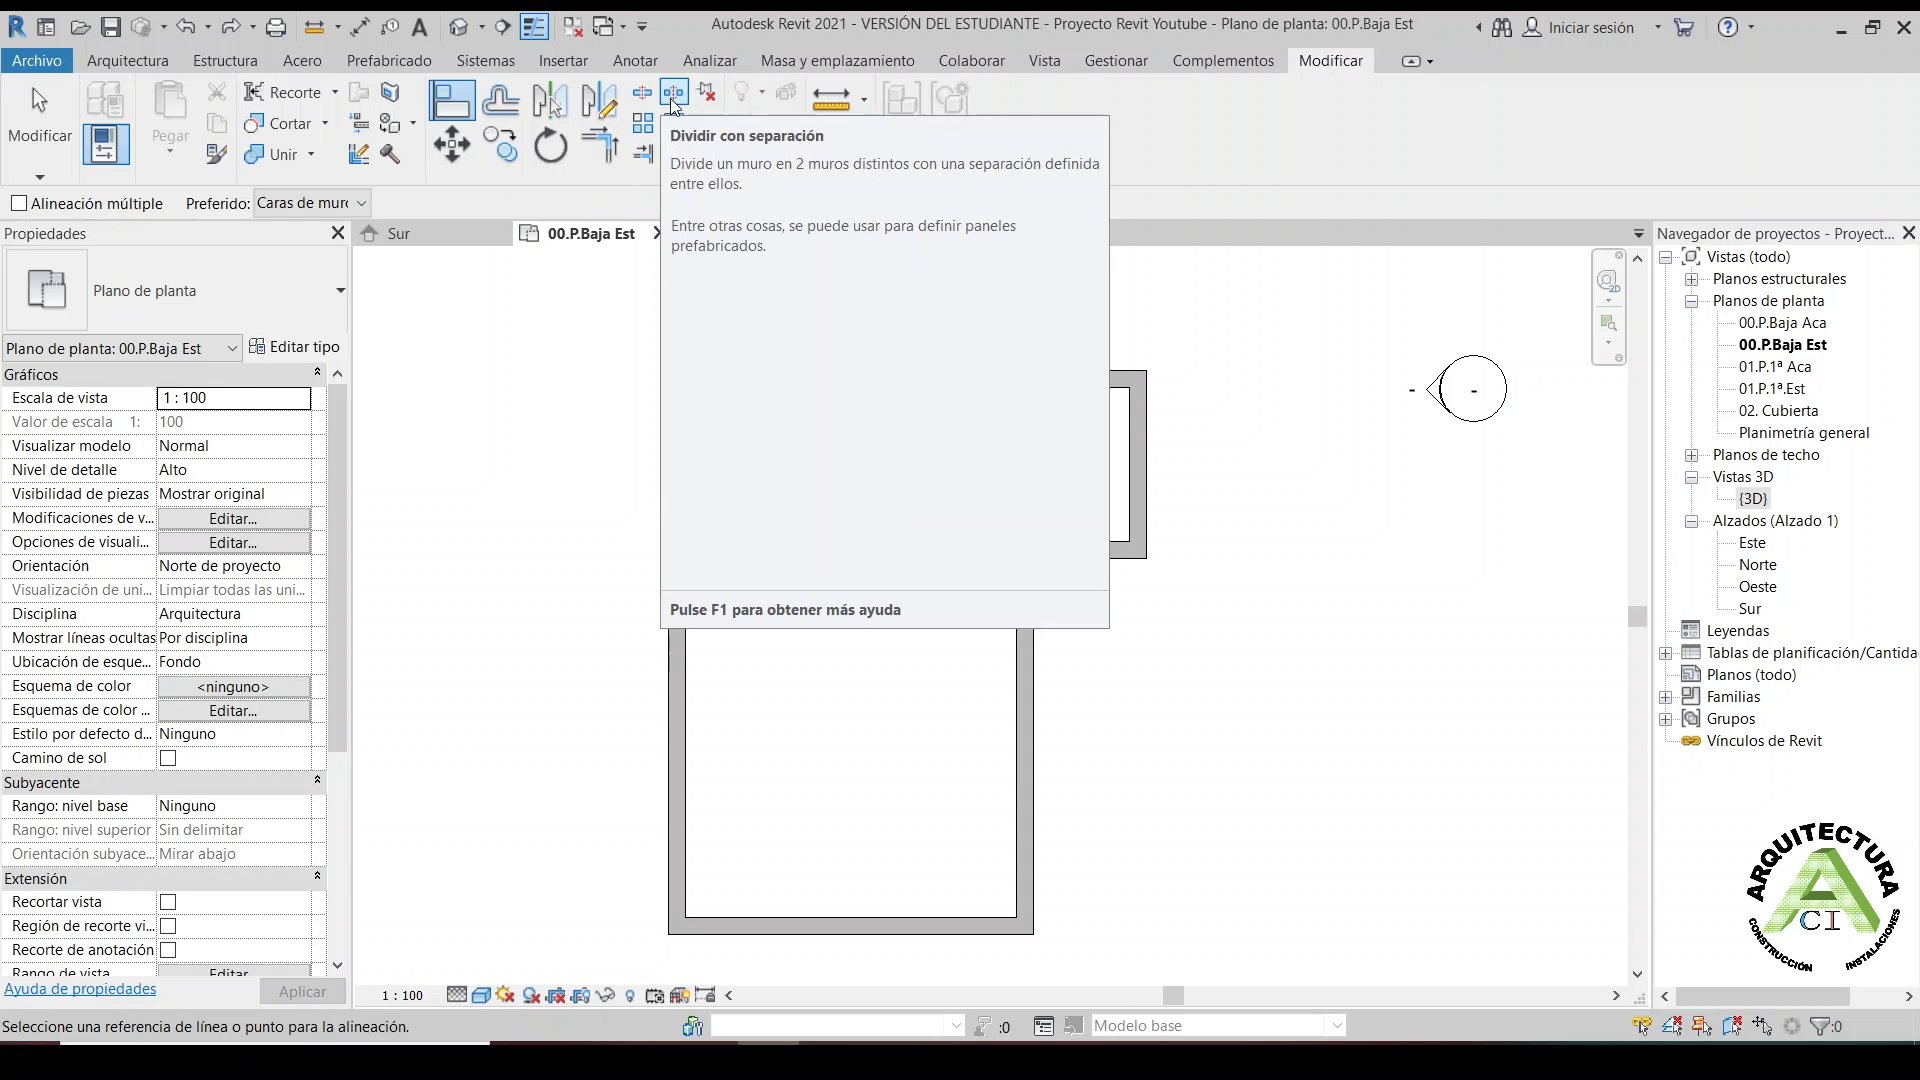 Autodesk Revit 2021 - VERSIÓN DEL ESTUDIANTE - Proyecto Revit Youtube - Plano de planta: 00.P.Baja Est
Iniciar sesión
Archivo Arquitectura Estructura Acero Prefabricado Sistemas Insertar Anotar Analizar Masa y emplazamiento Colaborar Vista Gestionar Complementos Modificar
Modificar
Pegar
Recorte
Cortar
Unir
Dividir con separación
Divide un muro en 2 muros distintos con una separación definida
entre ellos.
Entre otras cosas, se puede usar para definir paneles
prefabricados.
Pulse F1 para obtener más ayuda
Alineación múltiple Preferido: Caras de murc
Propiedades
Sur
00.P.Baja Est
Plano de planta
Plano de planta: 00.P.Baja Est
Editar tipo
Gráficos
Escala de vista 1 : 100
Valor de escala 1: 100
Visualizar modelo Normal
Nivel de detalle Alto
Visibilidad de piezas Mostrar original
Modificaciones de v... Editar...
Opciones de visuali... Editar...
Orientación Norte de proyecto
Visualización de uni... Limpiar todas las uni...
Disciplina Arquitectura
Mostrar líneas ocultas Por disciplina
Ubicación de esque... Fondo
Esquema de color <ninguno>
Esquemas de color ... Editar...
Estilo por defecto d... Ninguno
Camino de sol
Subyacente
Rango: nivel base Ninguno
Rango: nivel superior Sin delimitar
Orientación subyace... Mirar abajo
Extensión
Recortar vista
Región de recorte vi...
Recorte de anotación
Rango de vista Editar
Ayuda de propiedades
Aplicar
2D
- -
Navegador de proyectos - Proyect...
Vistas (todo)
Planos estructurales
Planos de planta
00.P.Baja Aca
00.P.Baja Est
01.P.1ª Aca
01.P.1ª.Est
02. Cubierta
Planimetría general
Planos de techo
Vistas 3D
{3D}
Alzados (Alzado 1)
Este
Norte
Oeste
Sur
Leyendas
Tablas de planificación/Cantida
Planos (todo)
Familias
Grupos
Vínculos de Revit
ARQUITECTURA
CI
CONSTRUCCIÓN
INSTALACIONES
1 : 100
Seleccione una referencia de línea o punto para la alineación.
:0
Modelo base
:0